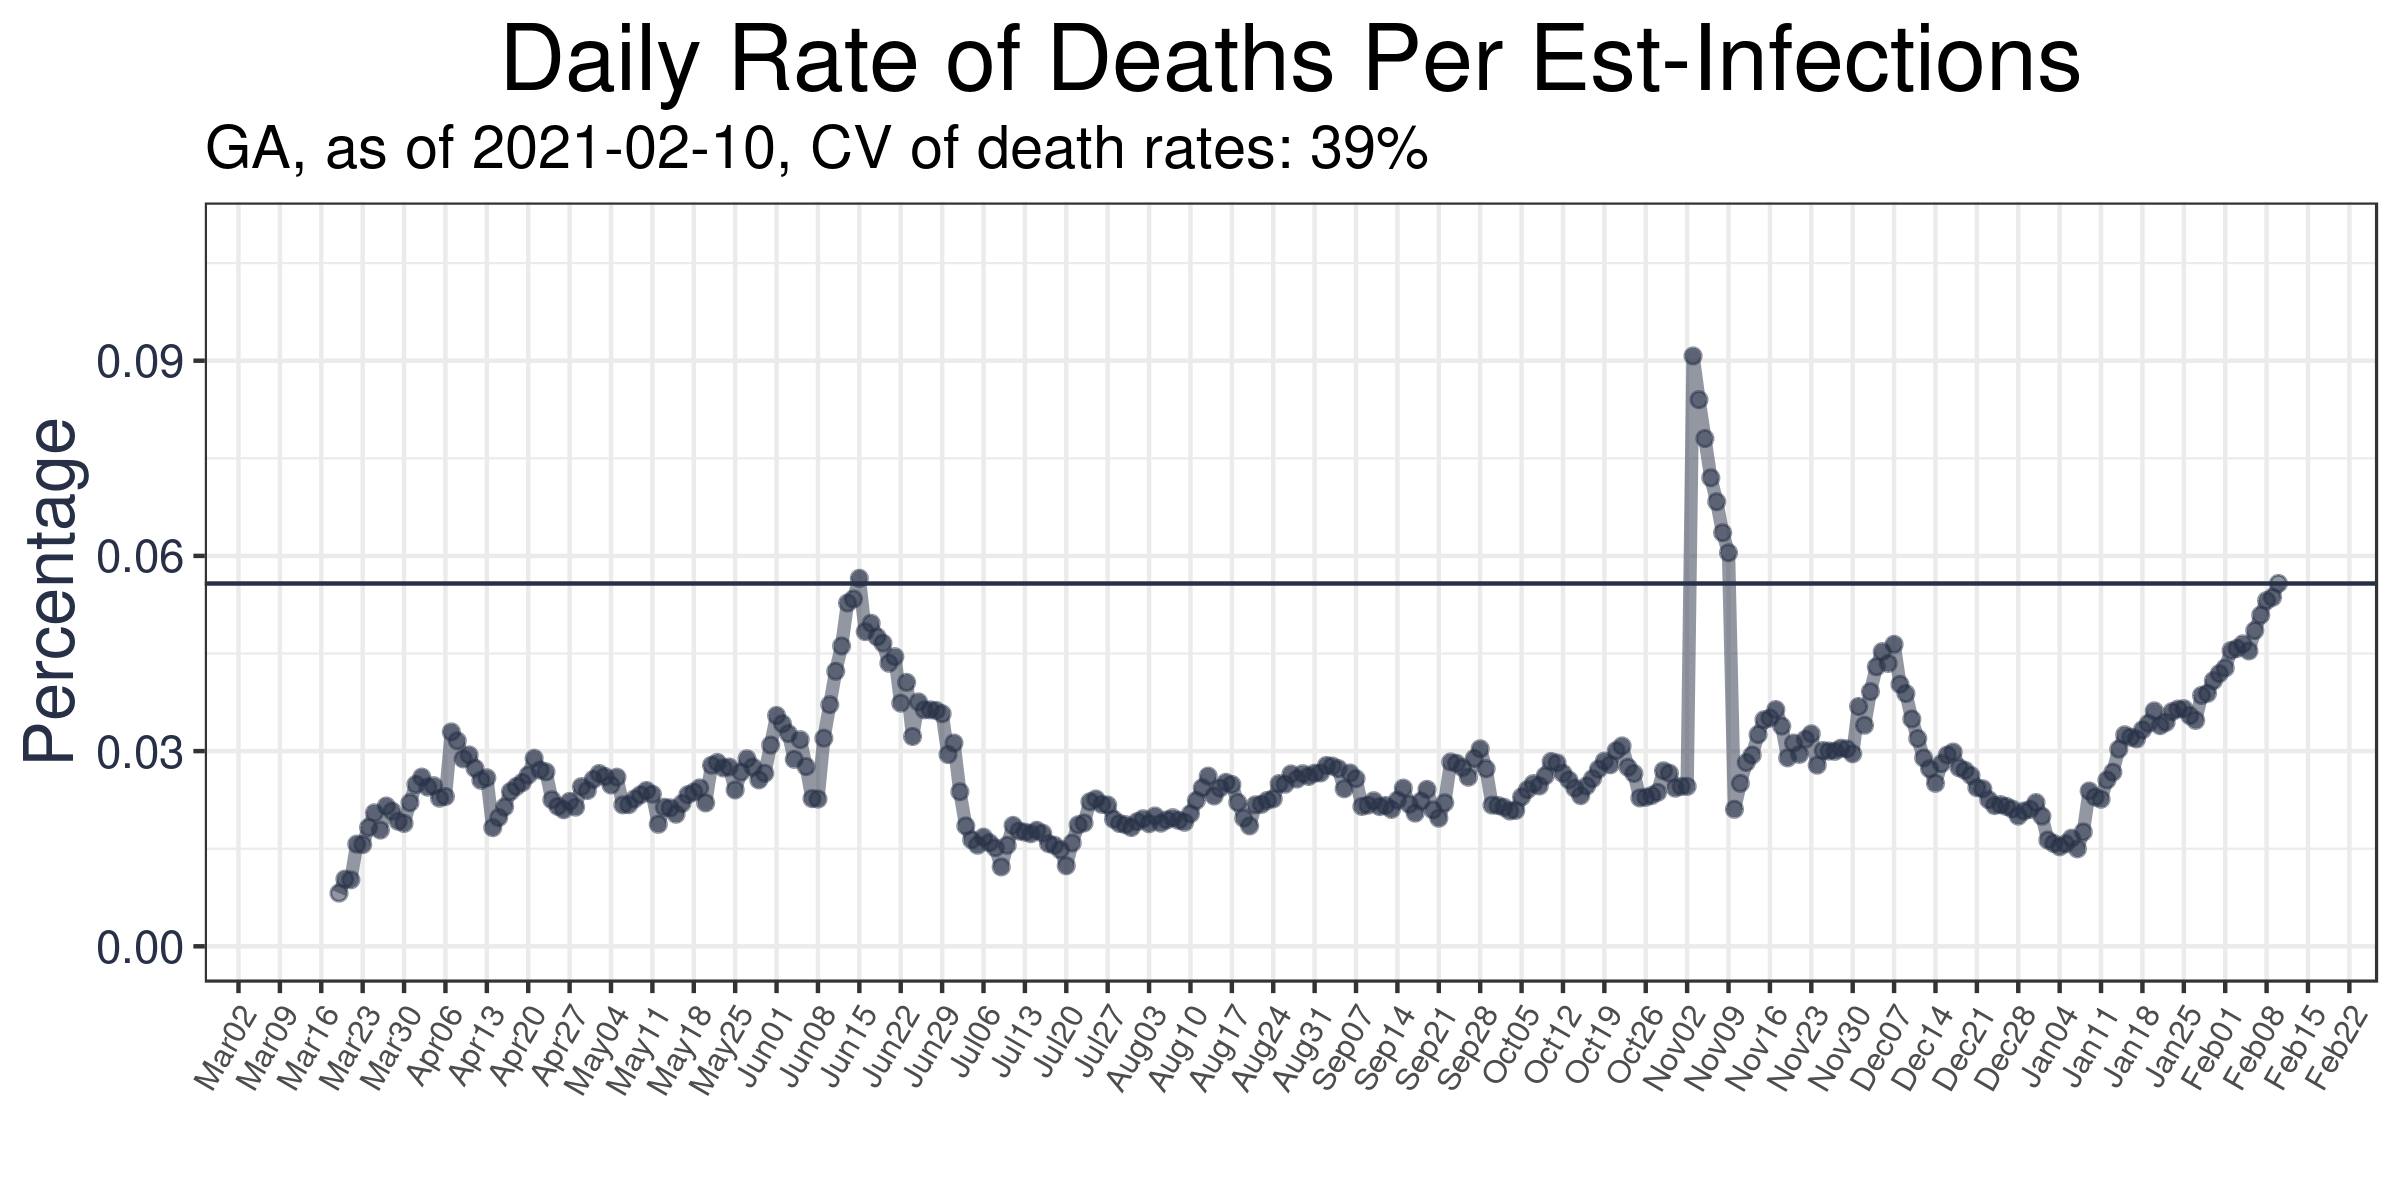 Daily Rate of Deaths Per Est-Infections
GA, as of 2021-02-10, CV of death rates: 39%
Percentage
0.09
0.06
0.03
0.00
Mar02 Mar09 Mar16 Mar23 Mar30 Apr06 Apr13 Apr20 Apr27 May04 May11 May18 May25 Jun01 Jun08 Jun15 Jun22 Jun29 Jul06 Jul13 Jul20 Jul27 Aug03 Aug10 Aug17 Aug24 Aug31 Sep07 Sep14 Sep21 Sep28 Oct05 Oct12 Oct19 Oct26 Nov02 Nov09 Nov16 Nov23 Nov30 Dec07 Dec14 Dec21 Dec28 Jan04 Jan11 Jan18 Jan25 Feb01 Feb08 Feb15 Feb22